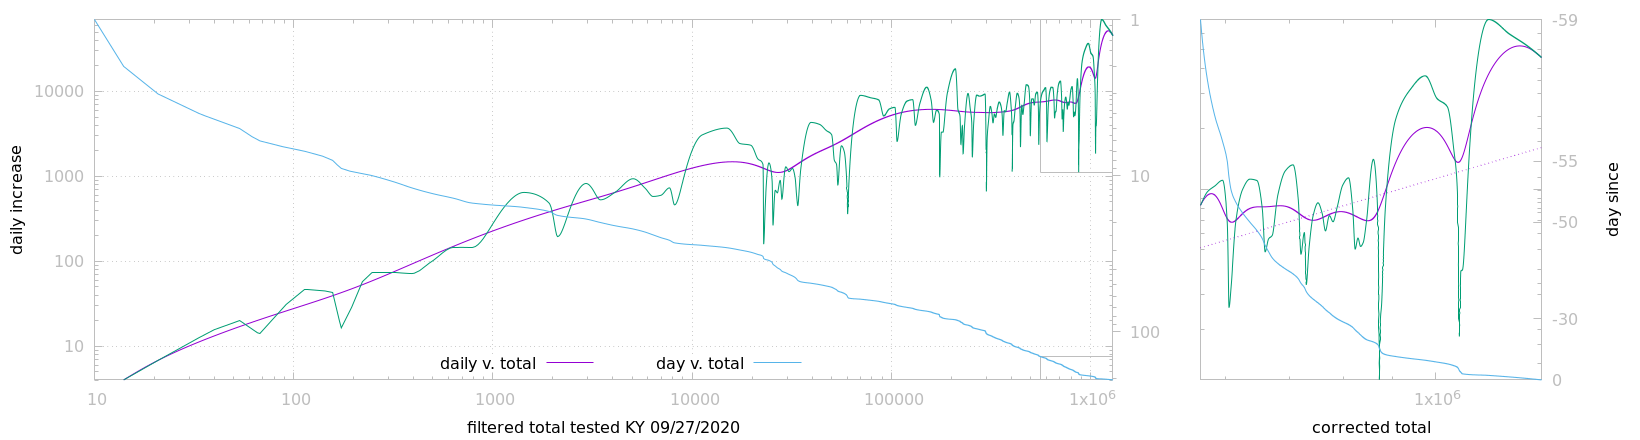 daily increase
10000
1000
100
10
10
100
1000
10000
100000
1x10^6
filtered total tested KY 09/27/2020
daily v. total
day v. total
1
10
100
1x10^6
corrected total
-59
-55
-50
-30
0
day since